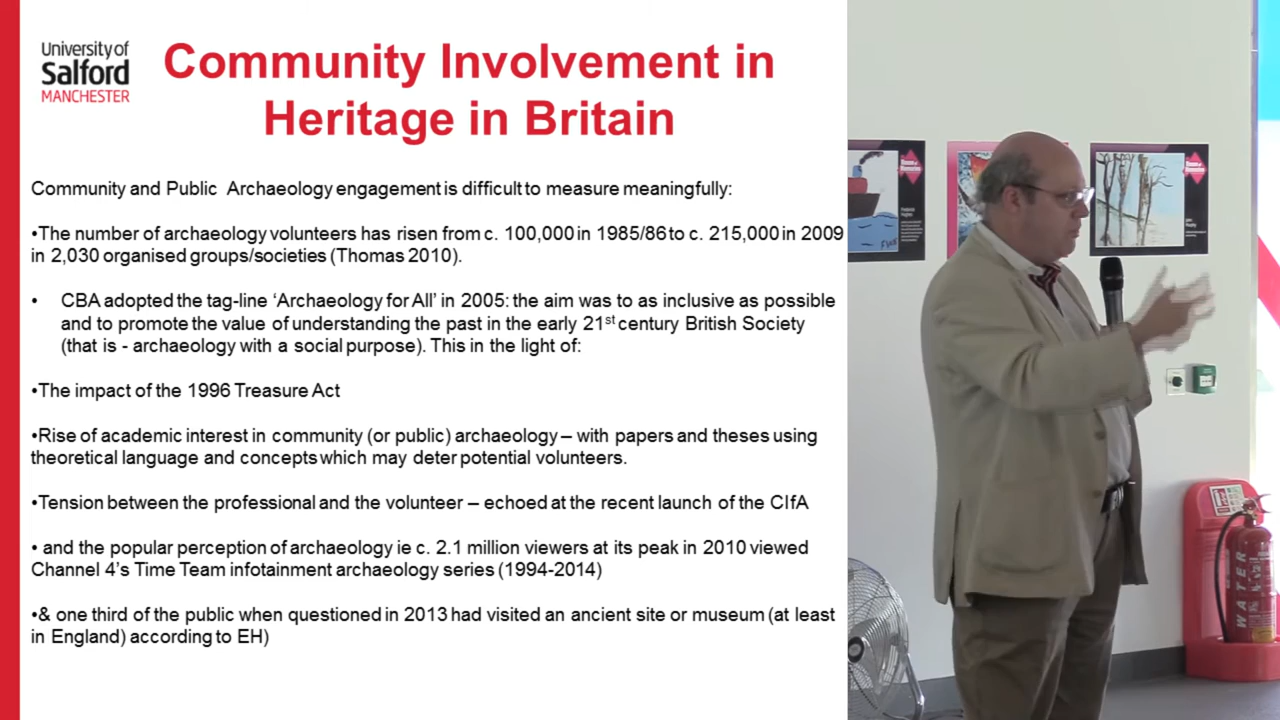 University of
Salford
MANCHESTER
Community Involvement in
Heritage in Britain
Community and Public Archaeology engagement is difficult to measure meaningfully:
•The number of archaeology volunteers has risen from c. 100,000 in 1985/86 to c. 215,000 in 2009
in 2,030 organised groups/societies (Thomas 2010).
• CBA adopted the tag-line ‘Archaeology for All’ in 2005: the aim was to as inclusive as possible
and to promote the value of understanding the past in the early 21st century British Society
(that is - archaeology with a social purpose). This in the light of:
•The impact of the 1996 Treasure Act
•Rise of academic interest in community (or public) archaeology – with papers and theses using
theoretical language and concepts which may deter potential volunteers.
•Tension between the professional and the volunteer – echoed at the recent launch of the CIfA
• and the popular perception of archaeology ie c. 2.1 million viewers at its peak in 2010 viewed
Channel 4’s Time Team infotainment archaeology series (1994-2014)
•& one third of the public when questioned in 2013 had visited an ancient site or museum (at least
in England) according to EH)
WATER